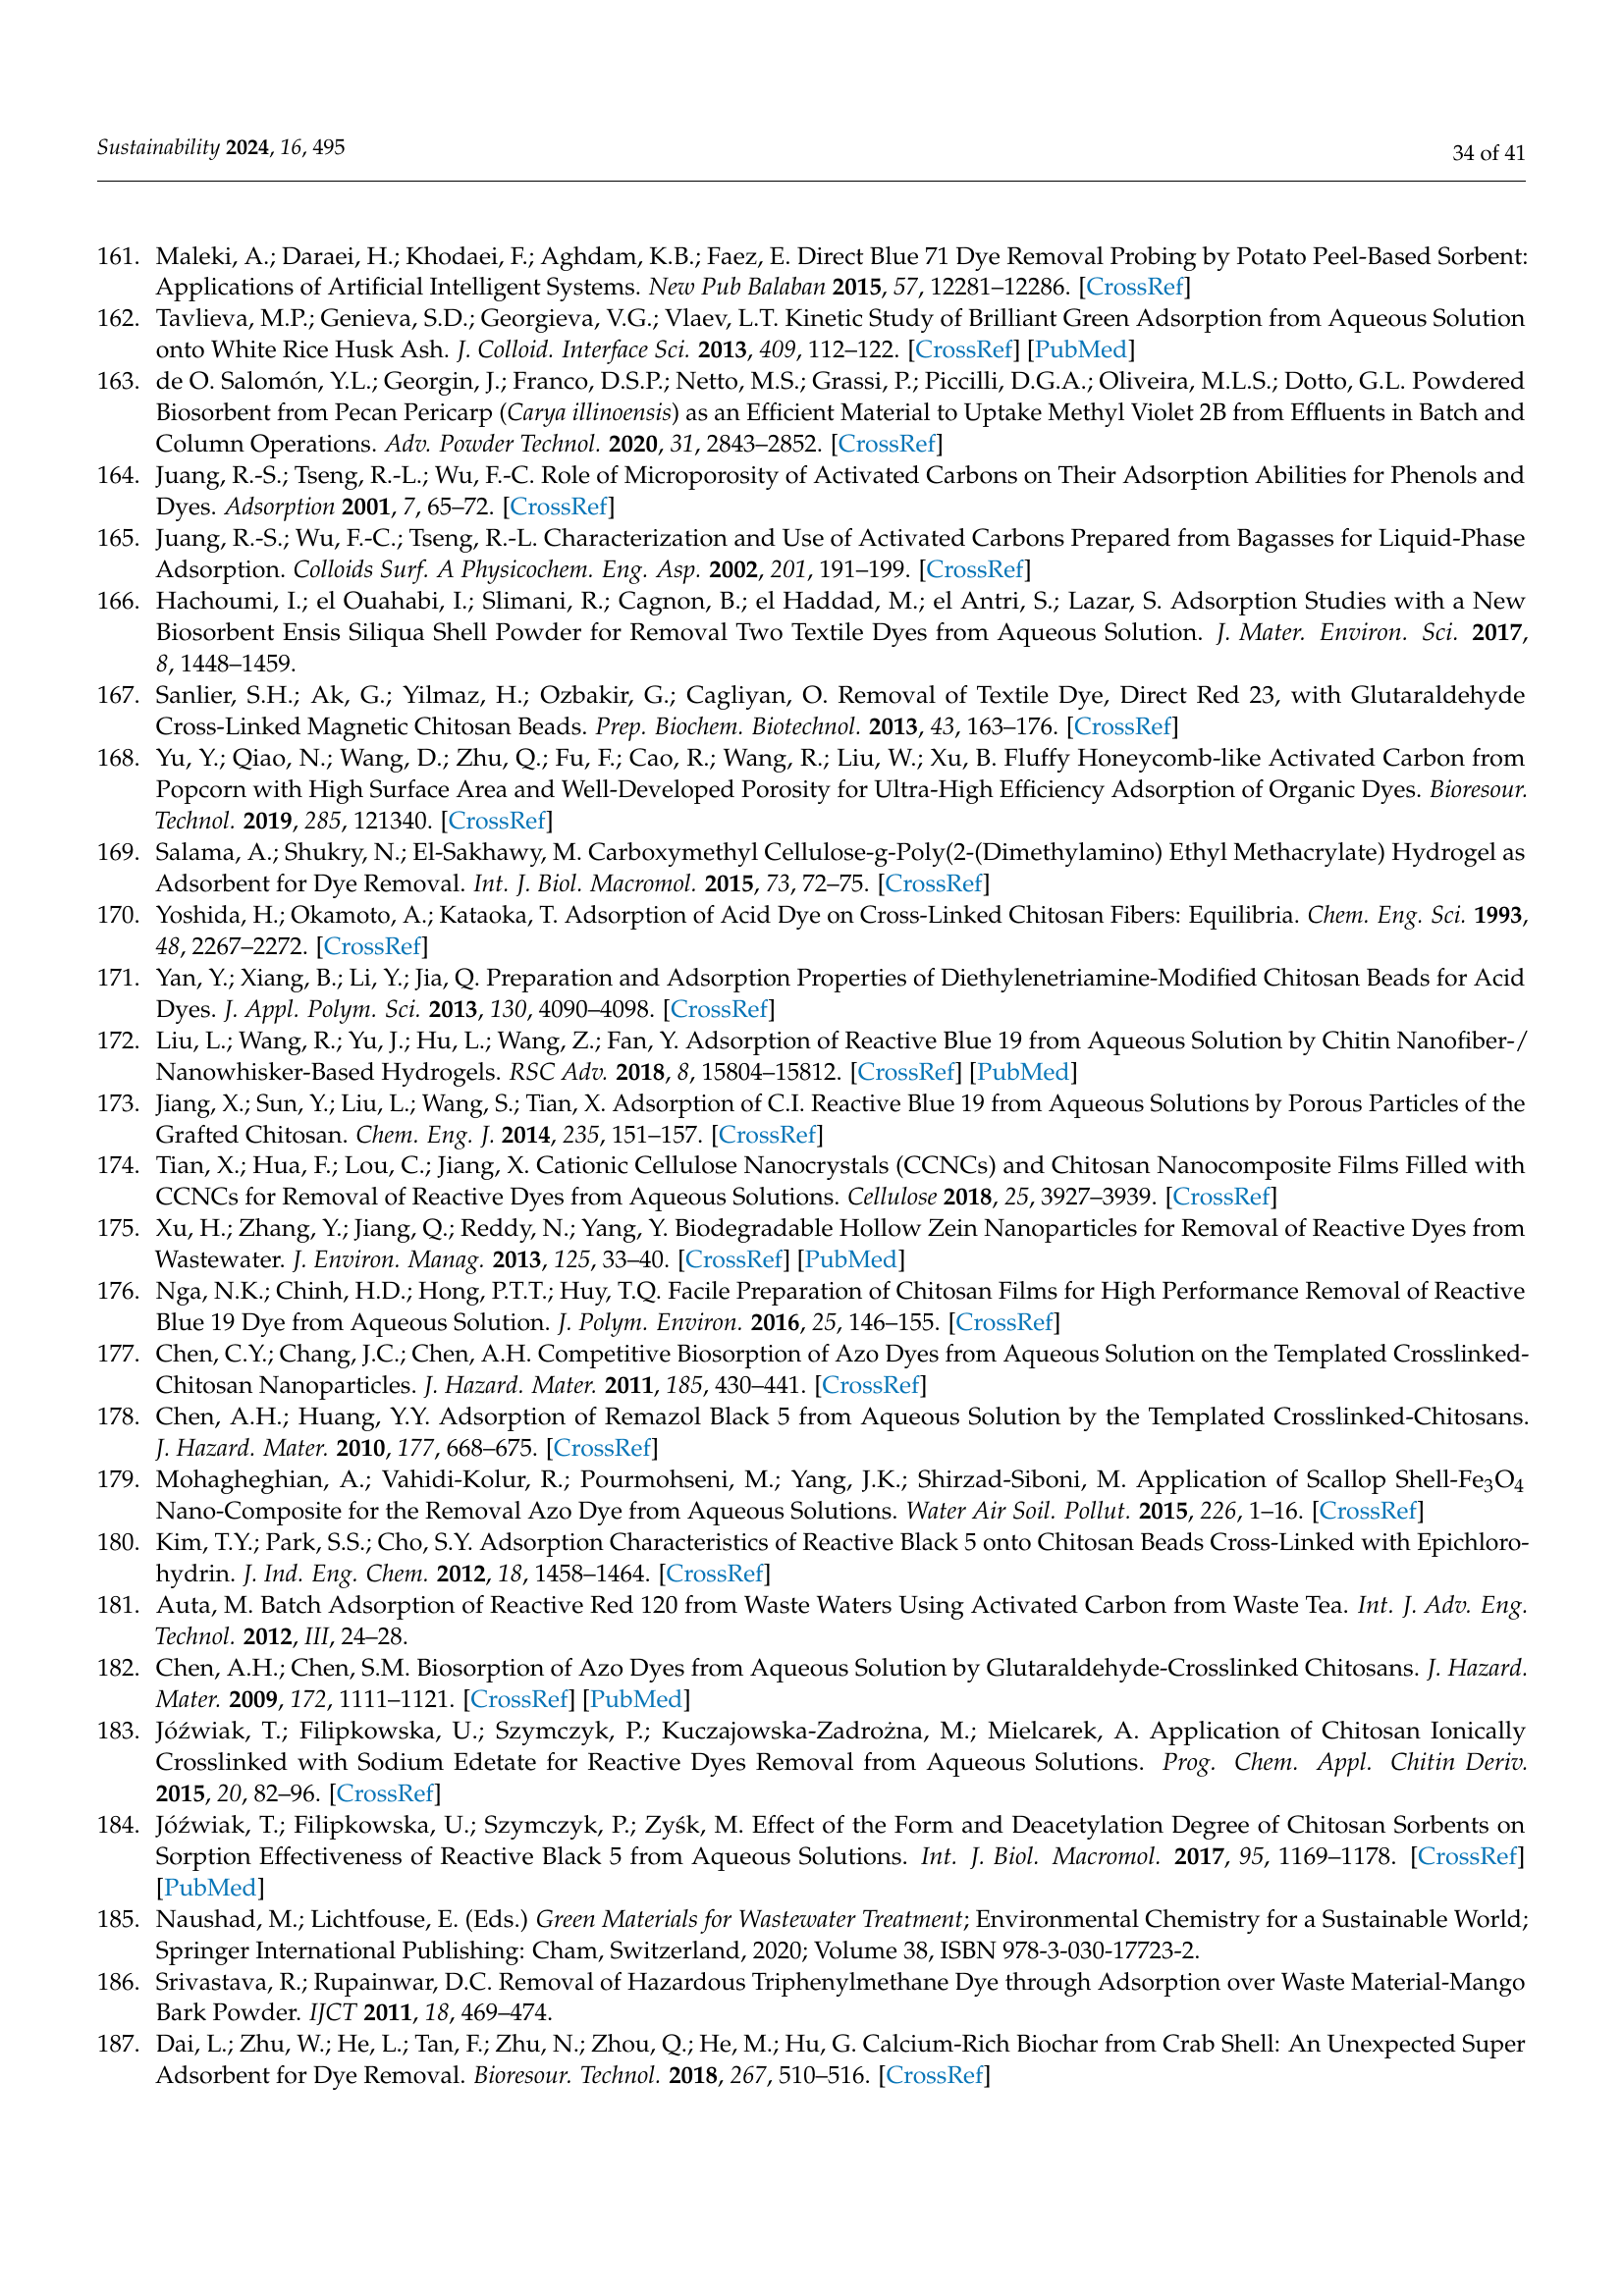 Sustainability 2024, 16, 495
34 of 41
161. Maleki, A.; Daraei, H.; Khodaei, F.; Aghdam, K.B.; Faez, E. Direct Blue 71 Dye Removal Probing by Potato Peel-Based Sorbent:
Applications of Artificial Intelligent Systems. New Pub Balaban 2015, 57, 12281–12286. [CrossRef]
162. Tavlieva, M.P.; Genieva, S.D.; Georgieva, V.G.; Vlaev, L.T. Kinetic Study of Brilliant Green Adsorption from Aqueous Solution
onto White Rice Husk Ash. J. Colloid. Interface Sci. 2013, 409, 112–122. [CrossRef] [PubMed]
163. de O. Salomón, Y.L.; Georgin, J.; Franco, D.S.P.; Netto, M.S.; Grassi, P.; Piccilli, D.G.A.; Oliveira, M.L.S.; Dotto, G.L. Powdered
Biosorbent from Pecan Pericarp (Carya illinoensis) as an Efficient Material to Uptake Methyl Violet 2B from Effluents in Batch and
Column Operations. Adv. Powder Technol. 2020, 31, 2843–2852. [CrossRef]
164. Juang, R.-S.; Tseng, R.-L.; Wu, F.-C. Role of Microporosity of Activated Carbons on Their Adsorption Abilities for Phenols and
Dyes. Adsorption 2001, 7, 65–72. [CrossRef]
165. Juang, R.-S.; Wu, F.-C.; Tseng, R.-L. Characterization and Use of Activated Carbons Prepared from Bagasses for Liquid-Phase
Adsorption. Colloids Surf. A Physicochem. Eng. Asp. 2002, 201, 191–199. [CrossRef]
166. Hachoumi, I.; el Ouahabi, I.; Slimani, R.; Cagnon, B.; el Haddad, M.; el Antri, S.; Lazar, S. Adsorption Studies with a New
Biosorbent Ensis Siliqua Shell Powder for Removal Two Textile Dyes from Aqueous Solution. J. Mater. Environ. Sci. 2017,
8, 1448–1459.
167. Sanlier, S.H.; Ak, G.; Yilmaz, H.; Ozbakir, G.; Cagliyan, O. Removal of Textile Dye, Direct Red 23, with Glutaraldehyde
Cross-Linked Magnetic Chitosan Beads. Prep. Biochem. Biotechnol. 2013, 43, 163–176. [CrossRef]
168. Yu, Y.; Qiao, N.; Wang, D.; Zhu, Q.; Fu, F.; Cao, R.; Wang, R.; Liu, W.; Xu, B. Fluffy Honeycomb-like Activated Carbon from
Popcorn with High Surface Area and Well-Developed Porosity for Ultra-High Efficiency Adsorption of Organic Dyes. Bioresour.
Technol. 2019, 285, 121340. [CrossRef]
169. Salama, A.; Shukry, N.; El-Sakhawy, M. Carboxymethyl Cellulose-g-Poly(2-(Dimethylamino) Ethyl Methacrylate) Hydrogel as
Adsorbent for Dye Removal. Int. J. Biol. Macromol. 2015, 73, 72–75. [CrossRef]
170. Yoshida, H.; Okamoto, A.; Kataoka, T. Adsorption of Acid Dye on Cross-Linked Chitosan Fibers: Equilibria. Chem. Eng. Sci. 1993,
48, 2267–2272. [CrossRef]
171. Yan, Y.; Xiang, B.; Li, Y.; Jia, Q. Preparation and Adsorption Properties of Diethylenetriamine-Modified Chitosan Beads for Acid
Dyes. J. Appl. Polym. Sci. 2013, 130, 4090–4098. [CrossRef]
172. Liu, L.; Wang, R.; Yu, J.; Hu, L.; Wang, Z.; Fan, Y. Adsorption of Reactive Blue 19 from Aqueous Solution by Chitin Nanofiber-/
Nanowhisker-Based Hydrogels. RSC Adv. 2018, 8, 15804–15812. [CrossRef] [PubMed]
173. Jiang, X.; Sun, Y.; Liu, L.; Wang, S.; Tian, X. Adsorption of C.I. Reactive Blue 19 from Aqueous Solutions by Porous Particles of the
Grafted Chitosan. Chem. Eng. J. 2014, 235, 151–157. [CrossRef]
174. Tian, X.; Hua, F.; Lou, C.; Jiang, X. Cationic Cellulose Nanocrystals (CCNCs) and Chitosan Nanocomposite Films Filled with
CCNCs for Removal of Reactive Dyes from Aqueous Solutions. Cellulose 2018, 25, 3927–3939. [CrossRef]
175. Xu, H.; Zhang, Y.; Jiang, Q.; Reddy, N.; Yang, Y. Biodegradable Hollow Zein Nanoparticles for Removal of Reactive Dyes from
Wastewater. J. Environ. Manag. 2013, 125, 33–40. [CrossRef] [PubMed]
176. Nga, N.K.; Chinh, H.D.; Hong, P.T.T.; Huy, T.Q. Facile Preparation of Chitosan Films for High Performance Removal of Reactive
Blue 19 Dye from Aqueous Solution. J. Polym. Environ. 2016, 25, 146–155. [CrossRef]
177. Chen, C.Y.; Chang, J.C.; Chen, A.H. Competitive Biosorption of Azo Dyes from Aqueous Solution on the Templated Crosslinked-
Chitosan Nanoparticles. J. Hazard. Mater. 2011, 185, 430–441. [CrossRef]
178. Chen, A.H.; Huang, Y.Y. Adsorption of Remazol Black 5 from Aqueous Solution by the Templated Crosslinked-Chitosans.
J. Hazard. Mater. 2010, 177, 668–675. [CrossRef]
179. Mohagheghian, A.; Vahidi-Kolur, R.; Pourmohseni, M.; Yang, J.K.; Shirzad-Siboni, M. Application of Scallop Shell-Fe₃O₄
Nano-Composite for the Removal Azo Dye from Aqueous Solutions. Water Air Soil. Pollut. 2015, 226, 1–16. [CrossRef]
180. Kim, T.Y.; Park, S.S.; Cho, S.Y. Adsorption Characteristics of Reactive Black 5 onto Chitosan Beads Cross-Linked with Epichloro-
hydrin. J. Ind. Eng. Chem. 2012, 18, 1458–1464. [CrossRef]
181. Auta, M. Batch Adsorption of Reactive Red 120 from Waste Waters Using Activated Carbon from Waste Tea. Int. J. Adv. Eng.
Technol. 2012, III, 24–28.
182. Chen, A.H.; Chen, S.M. Biosorption of Azo Dyes from Aqueous Solution by Glutaraldehyde-Crosslinked Chitosans. J. Hazard.
Mater. 2009, 172, 1111–1121. [CrossRef] [PubMed]
183. Jóźwiak, T.; Filipkowska, U.; Szymczyk, P.; Kuczajowska-Zadrożna, M.; Mielcarek, A. Application of Chitosan Ionically
Crosslinked with Sodium Edetate for Reactive Dyes Removal from Aqueous Solutions. Prog. Chem. Appl. Chitin Deriv.
2015, 20, 82–96. [CrossRef]
184. Jóźwiak, T.; Filipkowska, U.; Szymczyk, P.; Zyśk, M. Effect of the Form and Deacetylation Degree of Chitosan Sorbents on
Sorption Effectiveness of Reactive Black 5 from Aqueous Solutions. Int. J. Biol. Macromol. 2017, 95, 1169–1178. [CrossRef]
[PubMed]
185. Naushad, M.; Lichtfouse, E. (Eds.) Green Materials for Wastewater Treatment; Environmental Chemistry for a Sustainable World;
Springer International Publishing: Cham, Switzerland, 2020; Volume 38, ISBN 978-3-030-17723-2.
186. Srivastava, R.; Rupainwar, D.C. Removal of Hazardous Triphenylmethane Dye through Adsorption over Waste Material-Mango
Bark Powder. IJCT 2011, 18, 469–474.
187. Dai, L.; Zhu, W.; He, L.; Tan, F.; Zhu, N.; Zhou, Q.; He, M.; Hu, G. Calcium-Rich Biochar from Crab Shell: An Unexpected Super
Adsorbent for Dye Removal. Bioresour. Technol. 2018, 267, 510–516. [CrossRef]